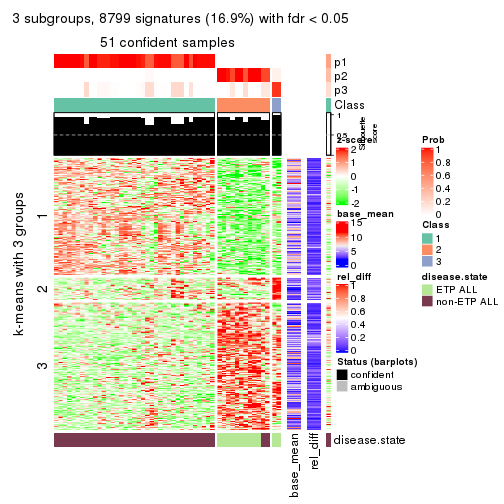 3 subgroups, 8799 signatures (16.9%) with fdr < 0.05
51 confident samples
p1
p2
p3
Class
1
0.5
Silhouette
score
k-means with 3 groups
1
2
3
disease.state
base_mean
rel_diff
z-score
2
1
0
-1
-2
base_mean
15
10
5
0
rel_diff
1
0.8
0.6
0.4
0.2
0
Status (barplots)
confident
ambiguous
Prob
1
0.8
0.6
0.4
0.2
0
Class
1
2
3
disease.state
ETP ALL
non-ETP ALL